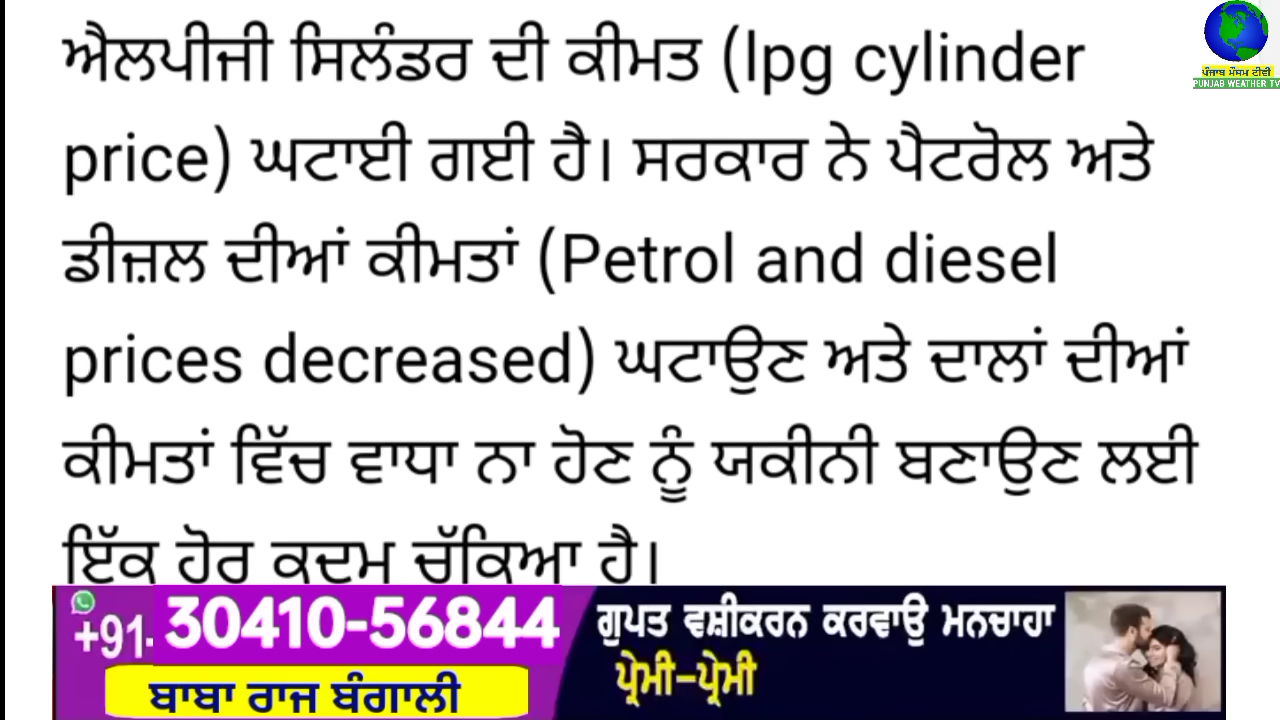 ਐਲਪੀਜੀ ਸਿਲੰਡਰ ਦੀ ਕੀਮਤ (lpg cylinder
price) ਘਟਾਈ ਗਈ ਹੈ। ਸਰਕਾਰ ਨੇ ਪੈਟਰੋਲ ਅਤੇ
ਡੀਜ਼ਲ ਦੀਆਂ ਕੀਮਤਾਂ (Petrol and diesel
prices decreased) ਘਟਾਉਣ ਅਤੇ ਦਾਲਾਂ ਦੀਆਂ
ਕੀਮਤਾਂ ਵਿੱਚ ਵਾਧਾ ਨਾ ਹੋਣ ਨੂੰ ਯਕੀਨੀ ਬਣਾਉਣ ਲਈ
ਇੱਕ ਹੋਰ ਕਦਮ ਚੱਕਿਆ ਹੈ।
ਪੰਜਾਬ ਮੌਸਮ ਟੀਵੀ
PUNJAB WEATHER TV
+91. 30410-56844
ਬਾਬਾ ਰਾਜ ਬੰਗਾਲੀ
ਗੁਪਤ ਵਸ਼ੀਕਰਨ ਕਰਵਾਉ ਮਨਚਾਹਾ
ਪ੍ਰੇਮੀ-ਪ੍ਰੇਮੀ